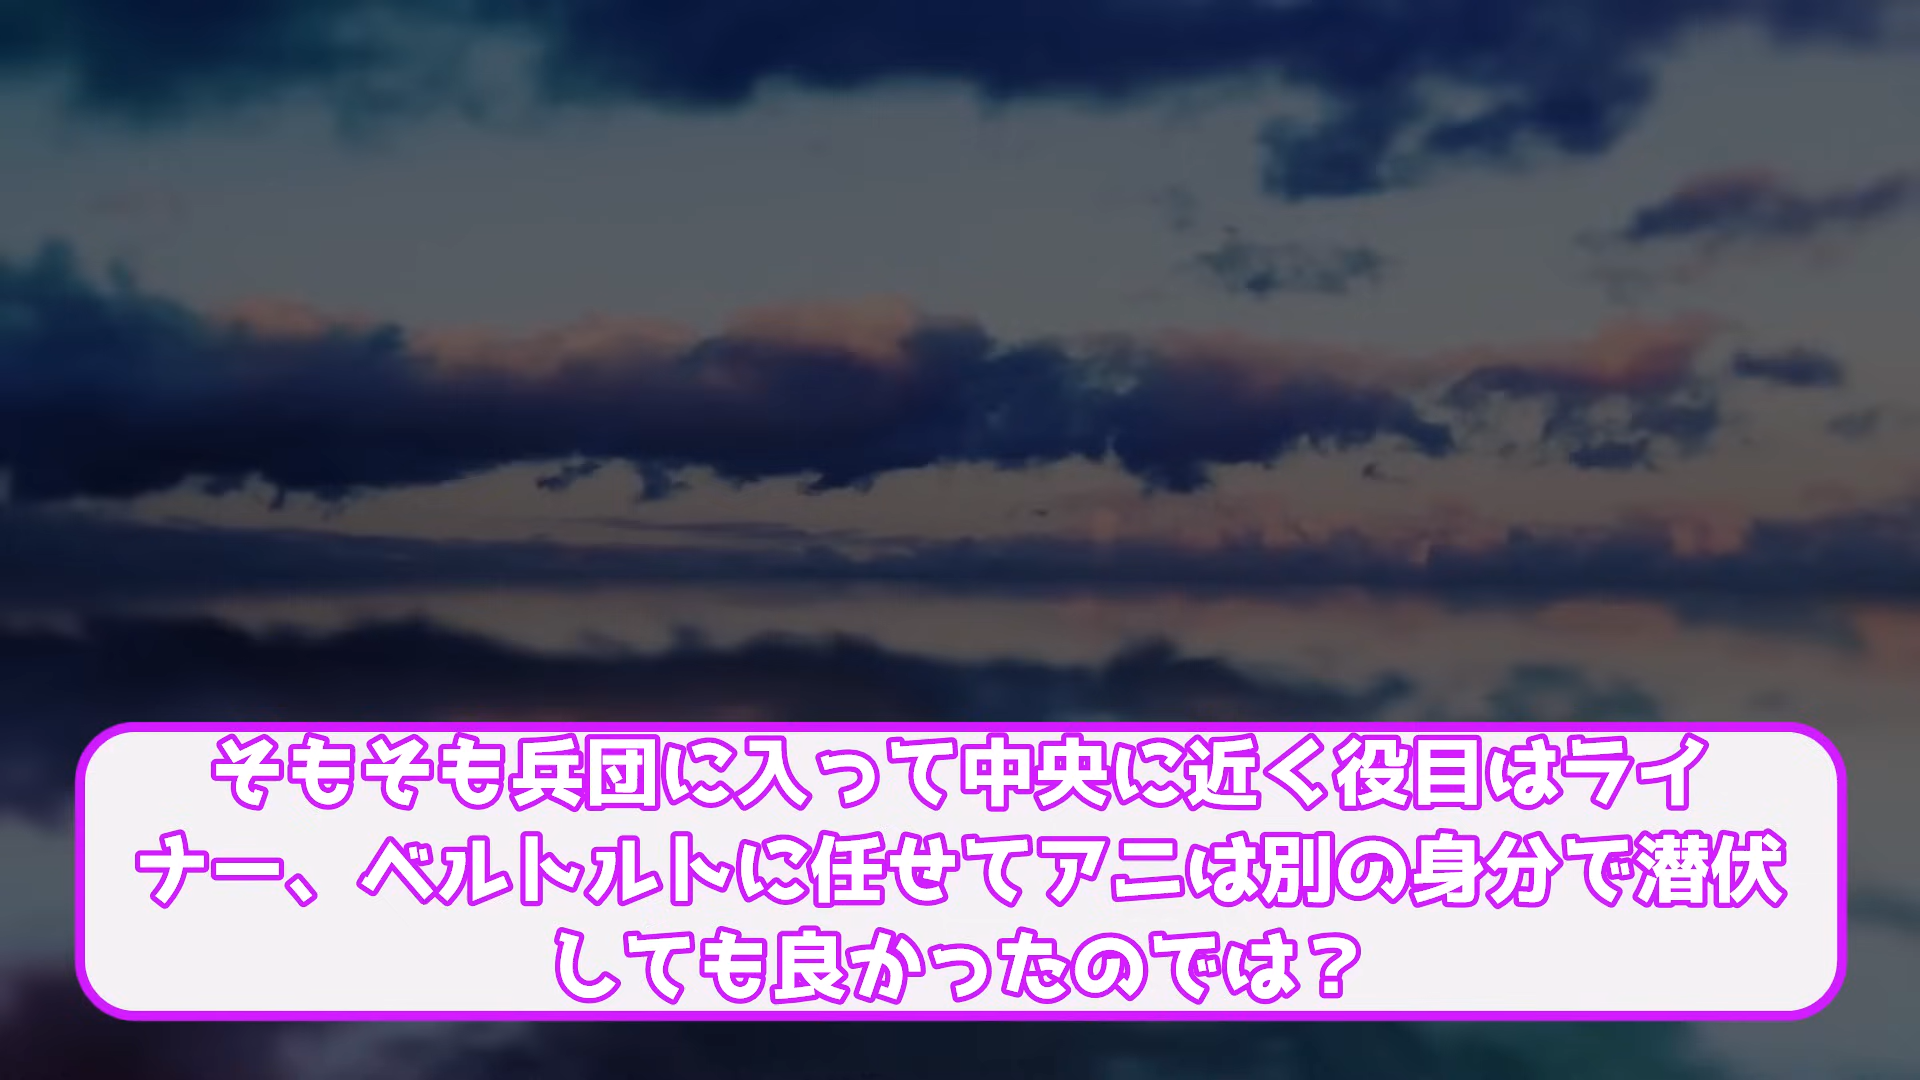 そもそも兵団に入って中央に近く役目はライ
ナー、ベルトルトに任せてアニは別の身分で潜伏
しても良かったのでは？